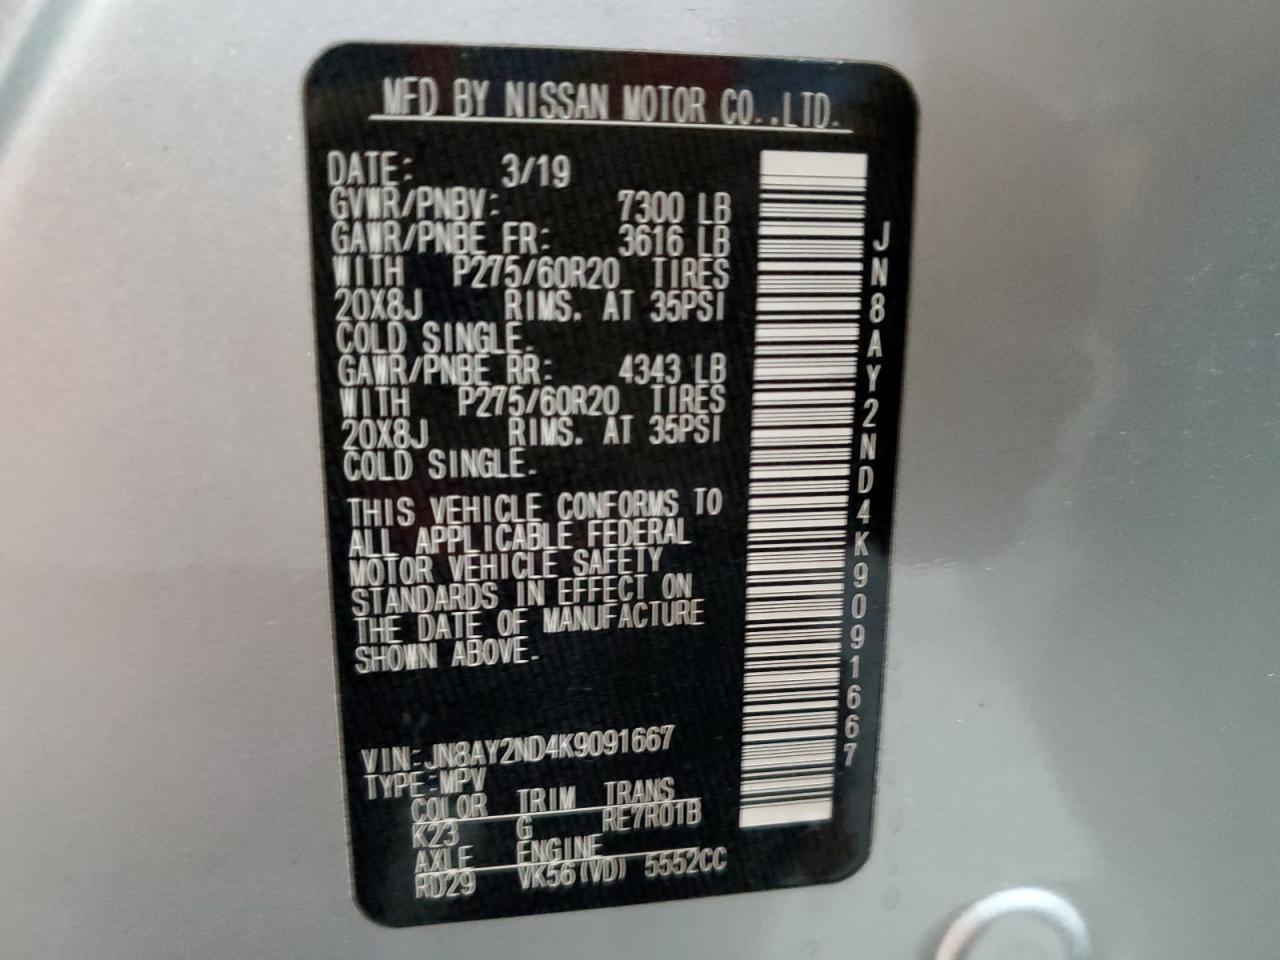 MFD BY NISSAN MOTOR CO.,LTD.
DATE: 3/19
GVWR/PNBV: 7300 LB
GAWR/PNBE FR: 3616 LB
WITH P275/60R20 TIRES
20X8J RIMS. AT 35PSI
COLD SINGLE.
GAWR/PNBE RR: 4343 LB
WITH P275/60R20 TIRES
20X8J RIMS. AT 35PSI
COLD SINGLE.
THIS VEHICLE CONFORMS TO
ALL APPLICABLE FEDERAL
MOTOR VEHICLE SAFETY
STANDARDS IN EFFECT ON
THE DATE OF MANUFACTURE
SHOWN ABOVE.
VIN:JN8AY2ND4K9091667
TYPE:MPV
COLOR TRIM TRANS
K23 G RE7R01B
AXLE ENGINE
RD29 VK56(VD) 5552CC
JN8AY2ND4K9091667